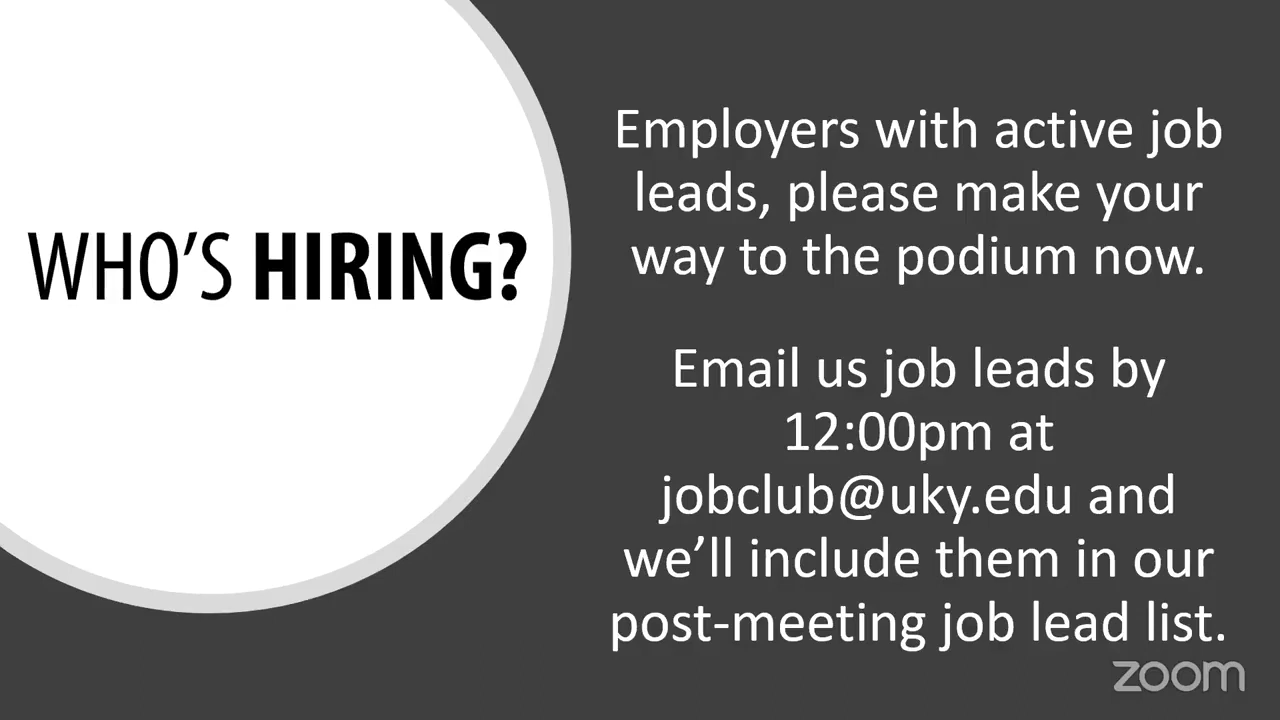 WHO'S HIRING?
Employers with active job
leads, please make your
way to the podium now.
Email us job leads by
12:00pm at
jobclub@uky.edu and
we'll include them in our
post-meeting job lead list.
zoom